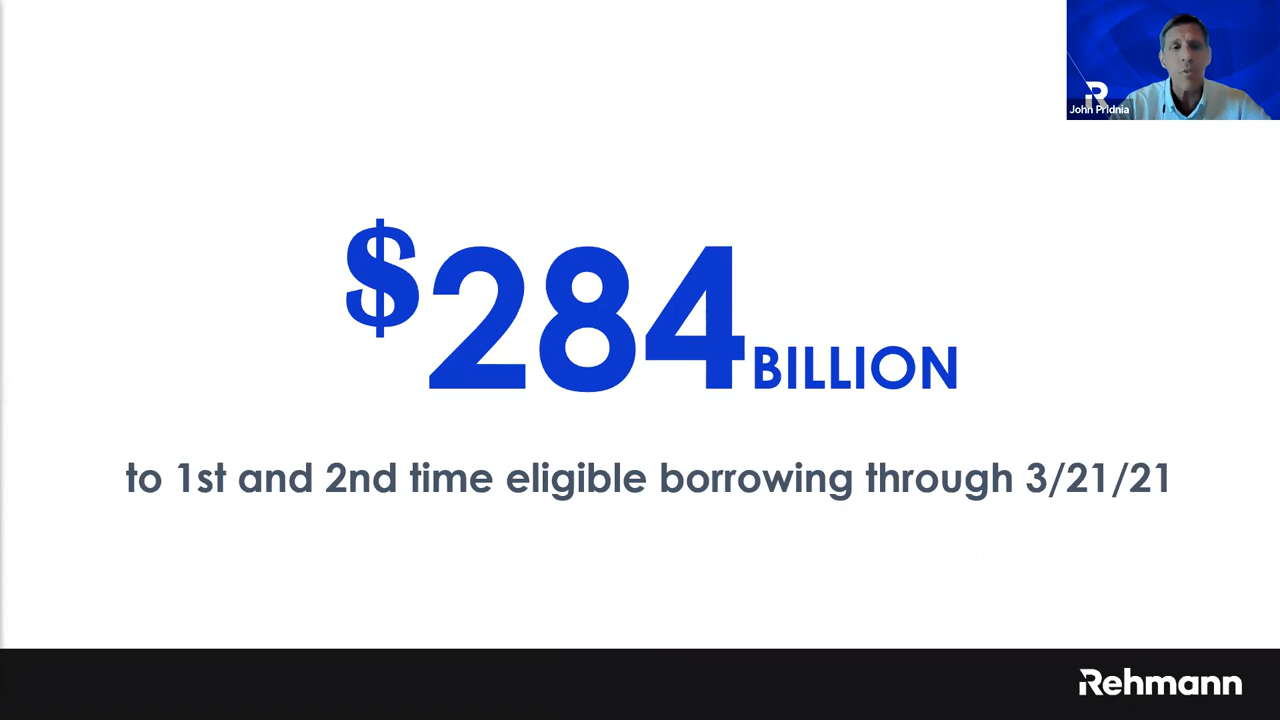 John Pridnia
$284 BILLION
to 1st and 2nd time eligible borrowing through 3/21/21
Rehmann